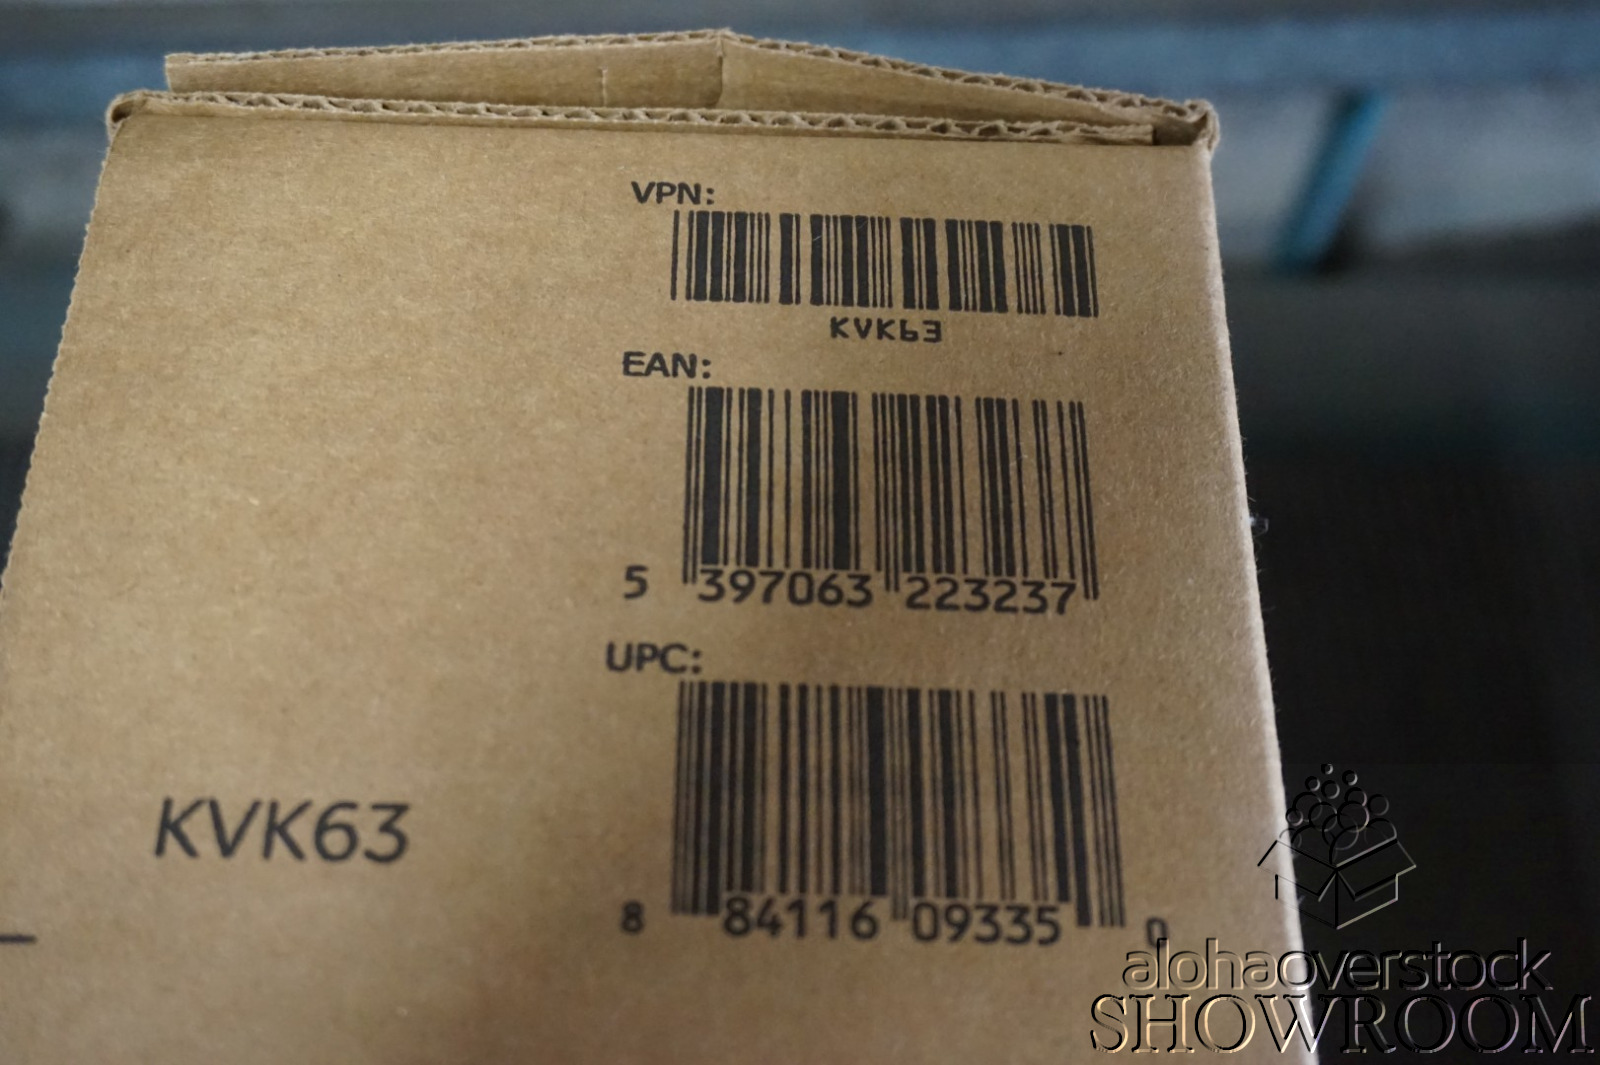 VPN:
KVK63
EAN:
5 397063 223237
UPC:
KVK63
8 84116 09335 0
alohaoverstock
SHOWROOM